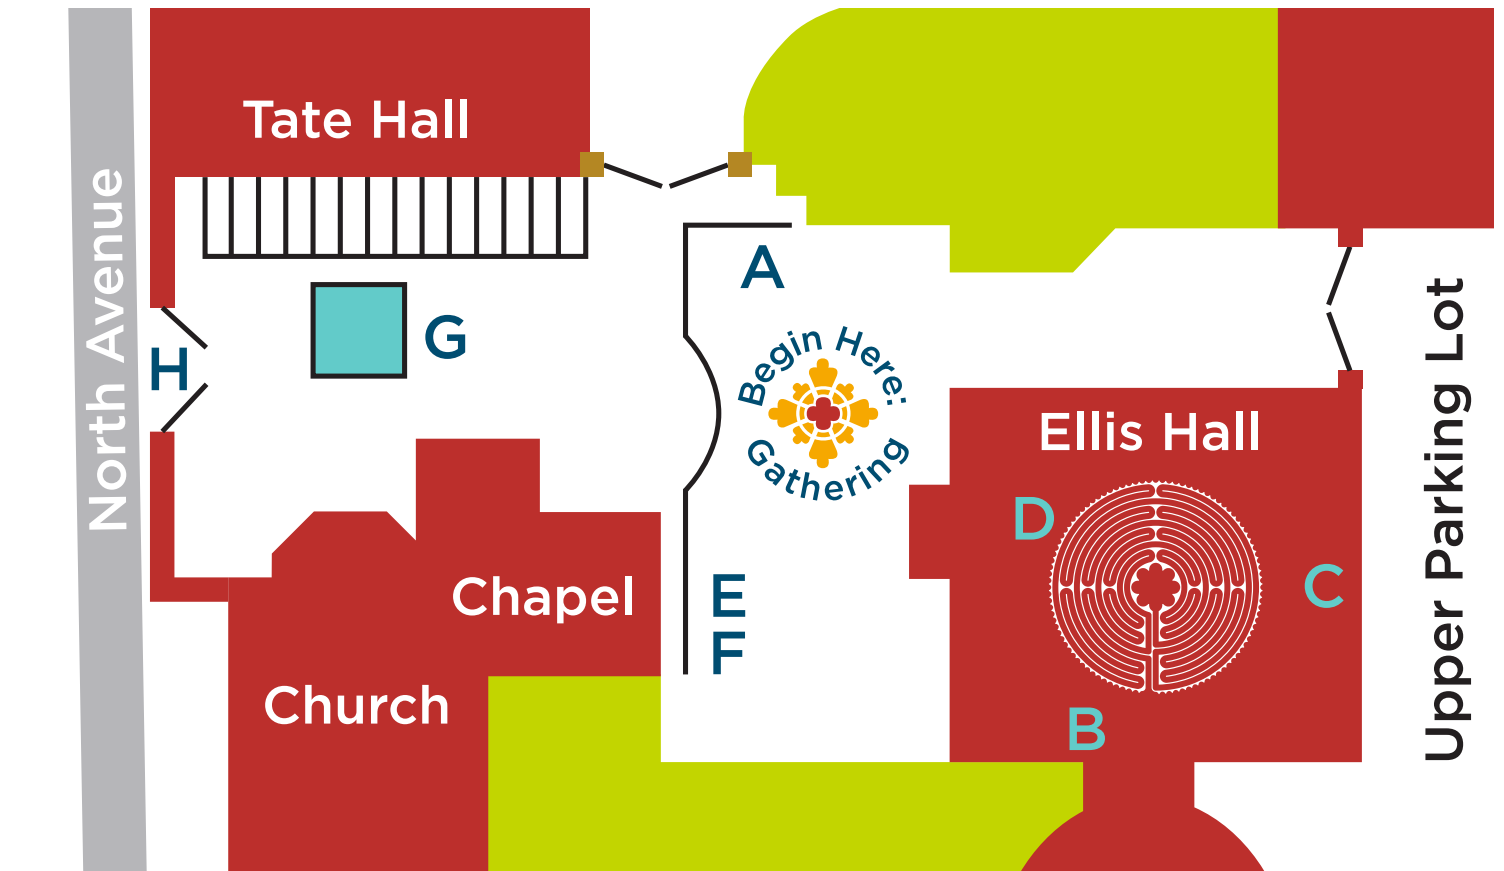 Tate Hall
North Avenue
A
G
H
Begin Here:
Gathering
Ellis Hall
Upper Parking Lot
D
C
E
F
Chapel
Church
B